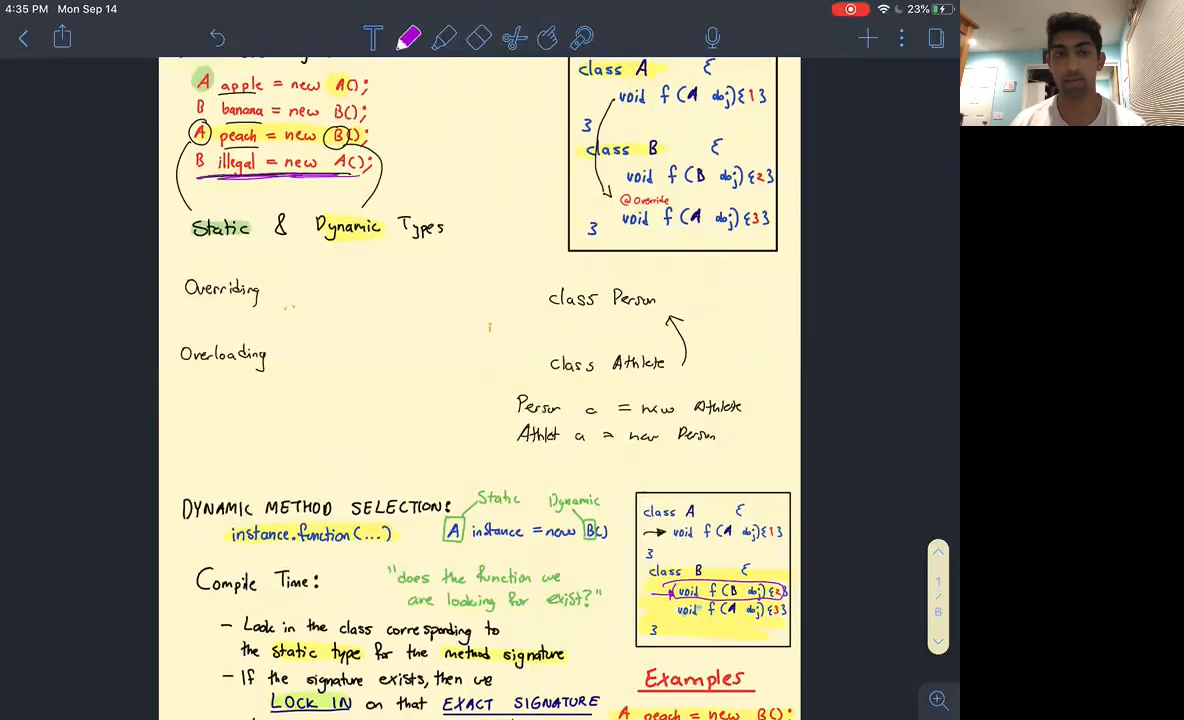 4:35 PM Mon Sep 14
23%
A apple = new A();
B banana = new B();
A peach = new B();
B illegal = new A();
Static & Dynamic Types
class A {
void f (A obj){1}
}
class B {
void f (B obj){2}
@Override
void f (A obj){3}
}
Overriding
Overloading
class Person
class Athlete
Person a = new Athlete
Athlet a = new Person
DYNAMIC METHOD SELECTION:
Static Dynamic
instance.function(...)
A instance = new B()
Compile Time:
"does the function we
are looking for exist?"
- Look in the class corresponding to
the static type for the method signature
- If the signature exists, then we
LOCK IN on that EXACT SIGNATURE
class A {
void f (A obj){1}
}
class B {
void f (B obj){2}
void f (A obj){3}
}
Examples
A peach = new B();
1
8